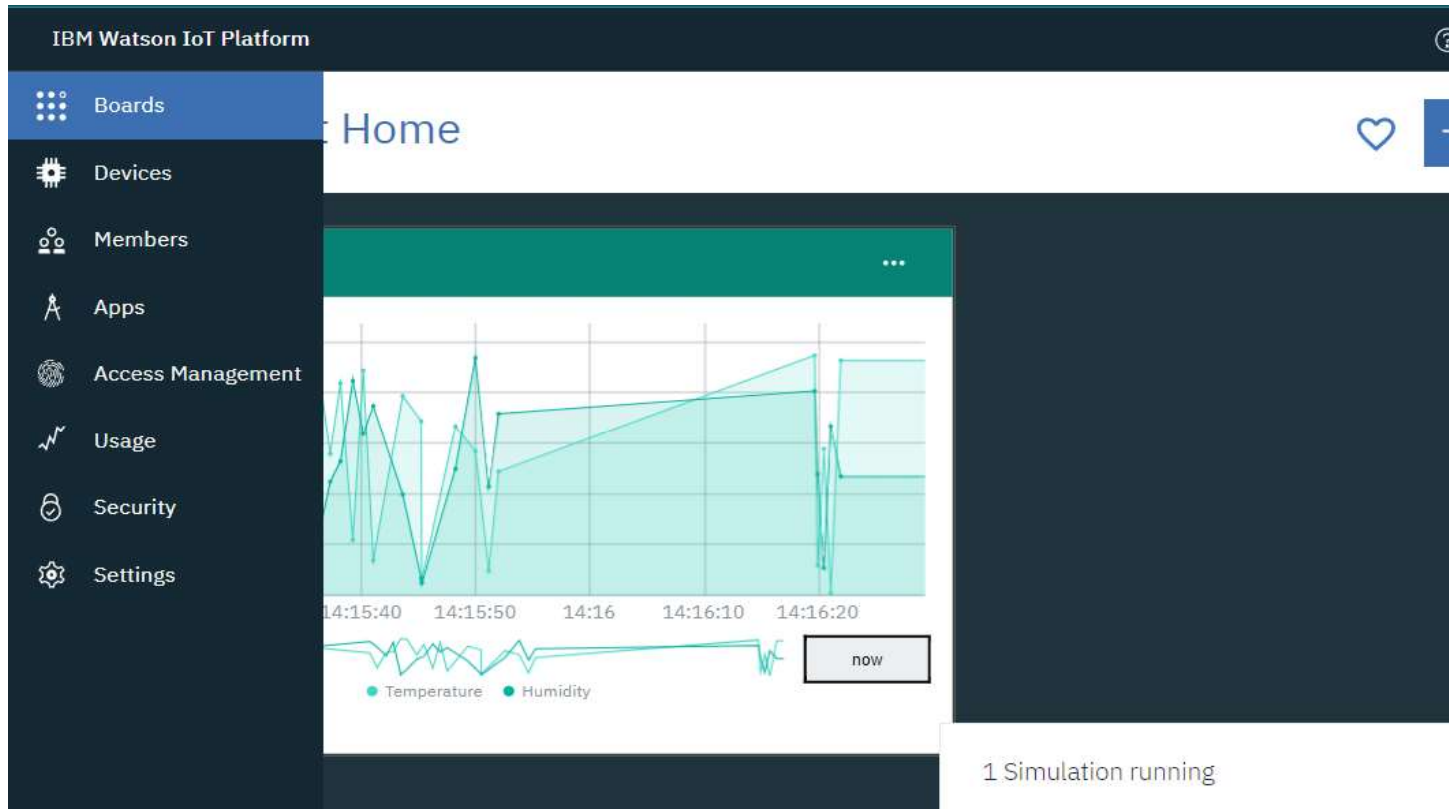 IBM Watson IoT Platform
Boards
Devices
Members
Apps
Access Management
Usage
Security
Settings
Home
14:15:40 14:15:50 14:16 14:16:10 14:16:20
now
Temperature Humidity
1 Simulation running